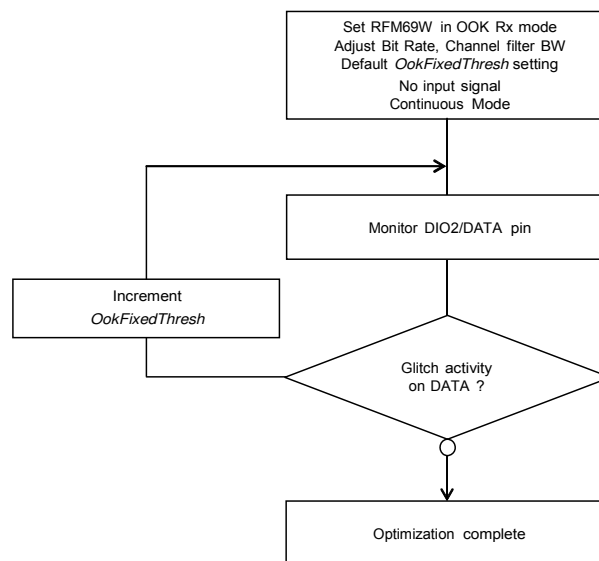 Set RFM69W in OOK Rx mode
Adjust Bit Rate, Channel filter BW
Default OokFixedThresh setting
No input signal
Continuous Mode
Monitor DIO2/DATA pin
Increment
OokFixedThresh
Glitch activity
on DATA ?
Optimization complete